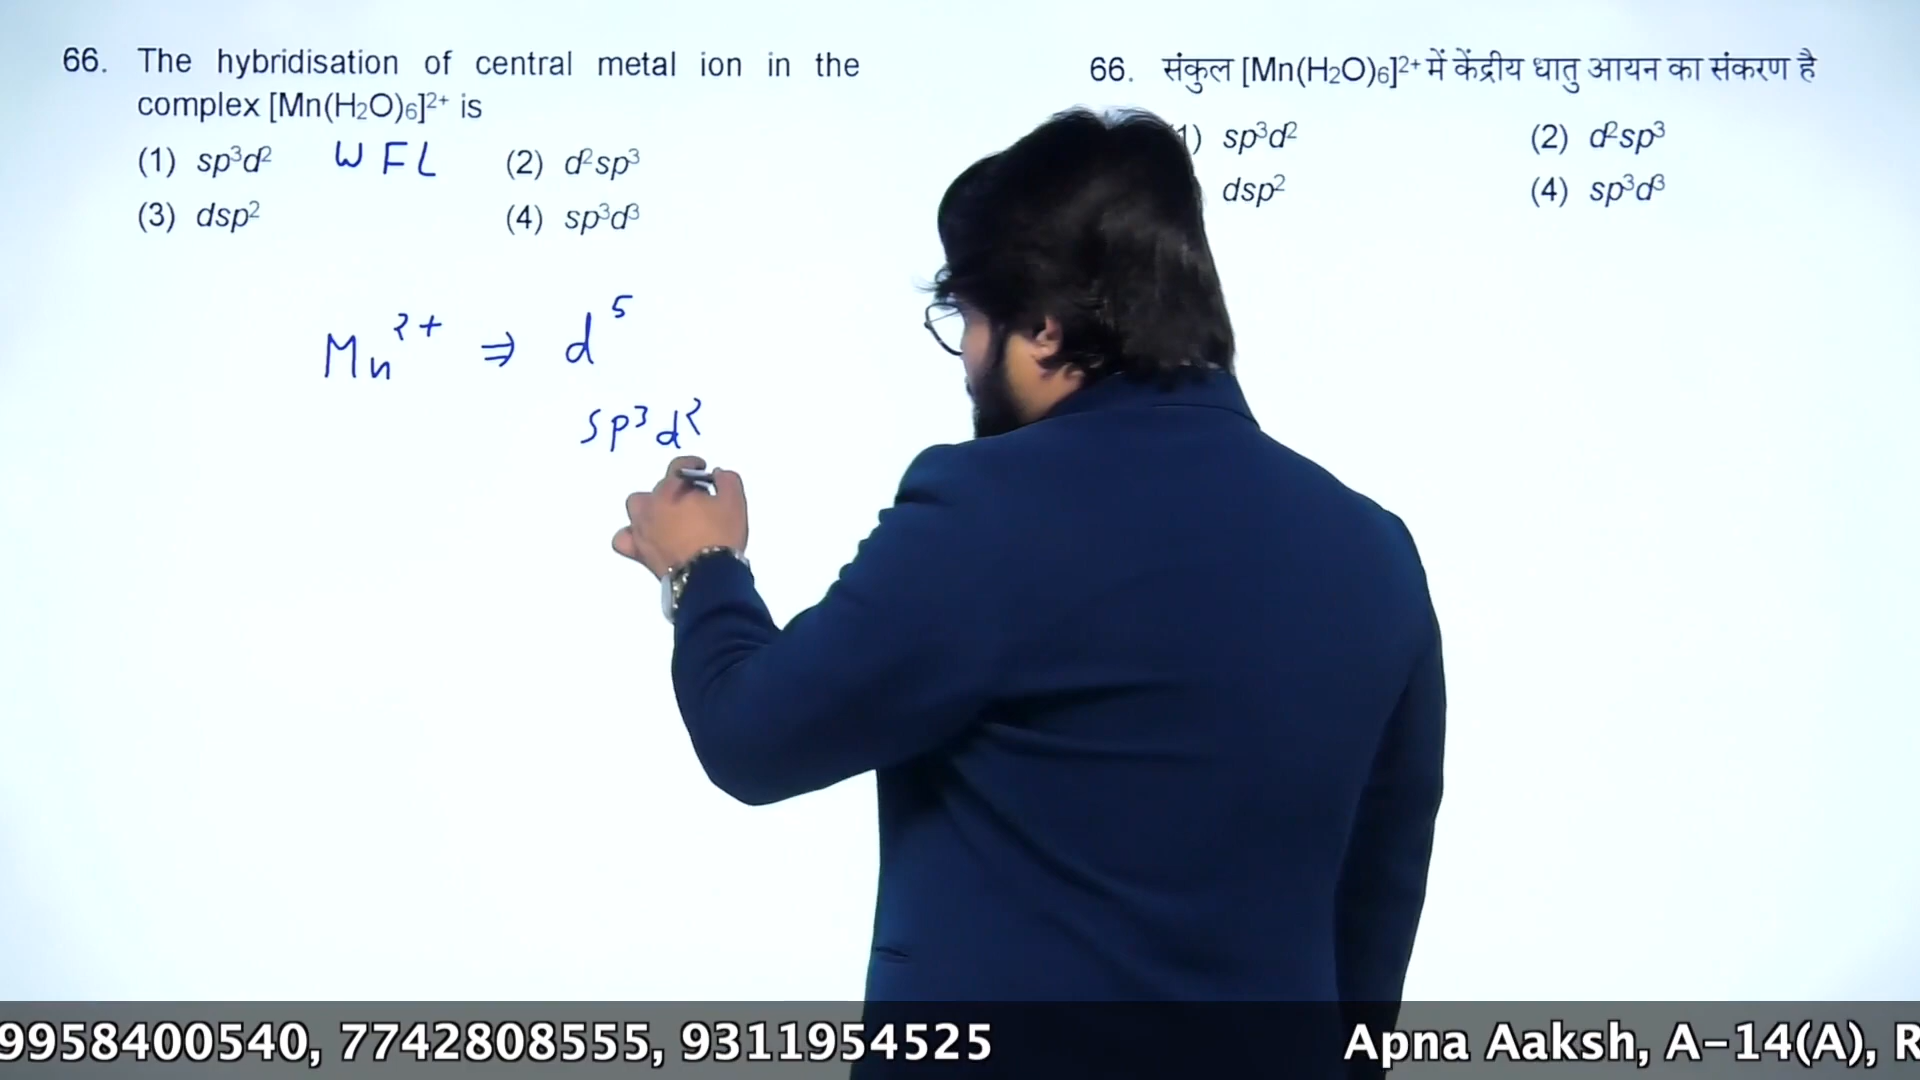 66. The hybridisation of central metal ion in the
complex [Mn(H₂O)₆]²⁺ is
(1) sp³d² WFL (2) d²sp³
(3) dsp² (4) sp³d³
Mn²⁺ ⇒ d⁵
sp³d²
66. संकुल [Mn(H₂O)₆]²⁺ में केंद्रीय धातु आयन का संकरण है
1) sp³d² (2) d²sp³
dsp² (4) sp³d³
9958400540, 7742808555, 9311954525 Apna Aaksh, A-14(A), R